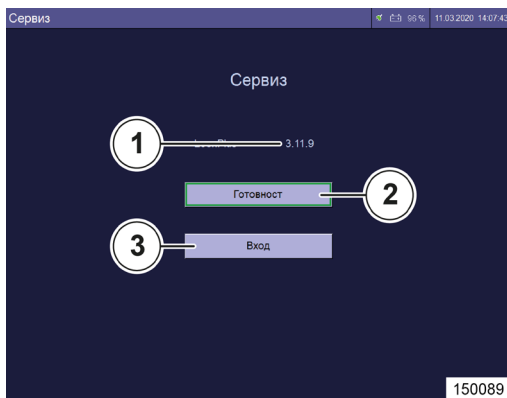 Сервиз 96 % 11.03.2020 14:07:43
Сервиз
1 3.11.9
Готовност 2
3 Вход
150089